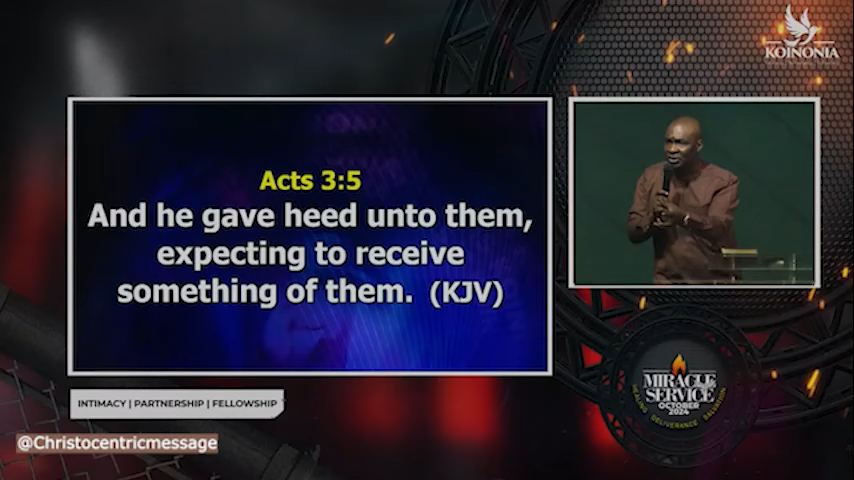 KOINONIA
Acts 3:5
And he gave heed unto them,
expecting to receive
something of them. (KJV)
INTIMACY | PARTNERSHIP | FELLOWSHIP
MIRACLE
SERVICE
OCTOBER
2024
HEALING DELIVERANCE SALVATION
@Christocentricmessage